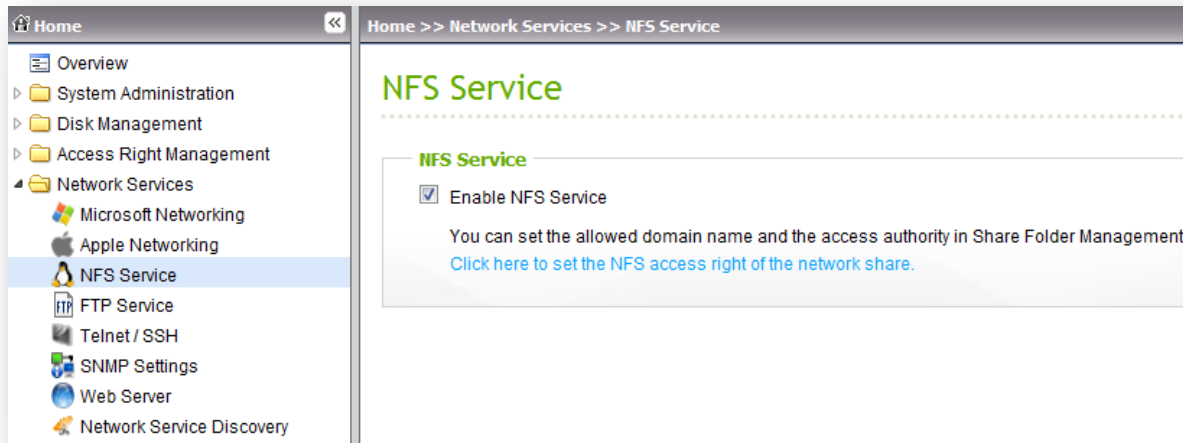 Home
Overview
System Administration
Disk Management
Access Right Management
Network Services
Microsoft Networking
Apple Networking
NFS Service
FTP
FTP Service
Telnet / SSH
SNMP Settings
Web Server
Network Service Discovery
Home >> Network Services >> NFS Service
NFS Service
NFS Service
Enable NFS Service
You can set the allowed domain name and the access authority in Share Folder Management
Click here to set the NFS access right of the network share.